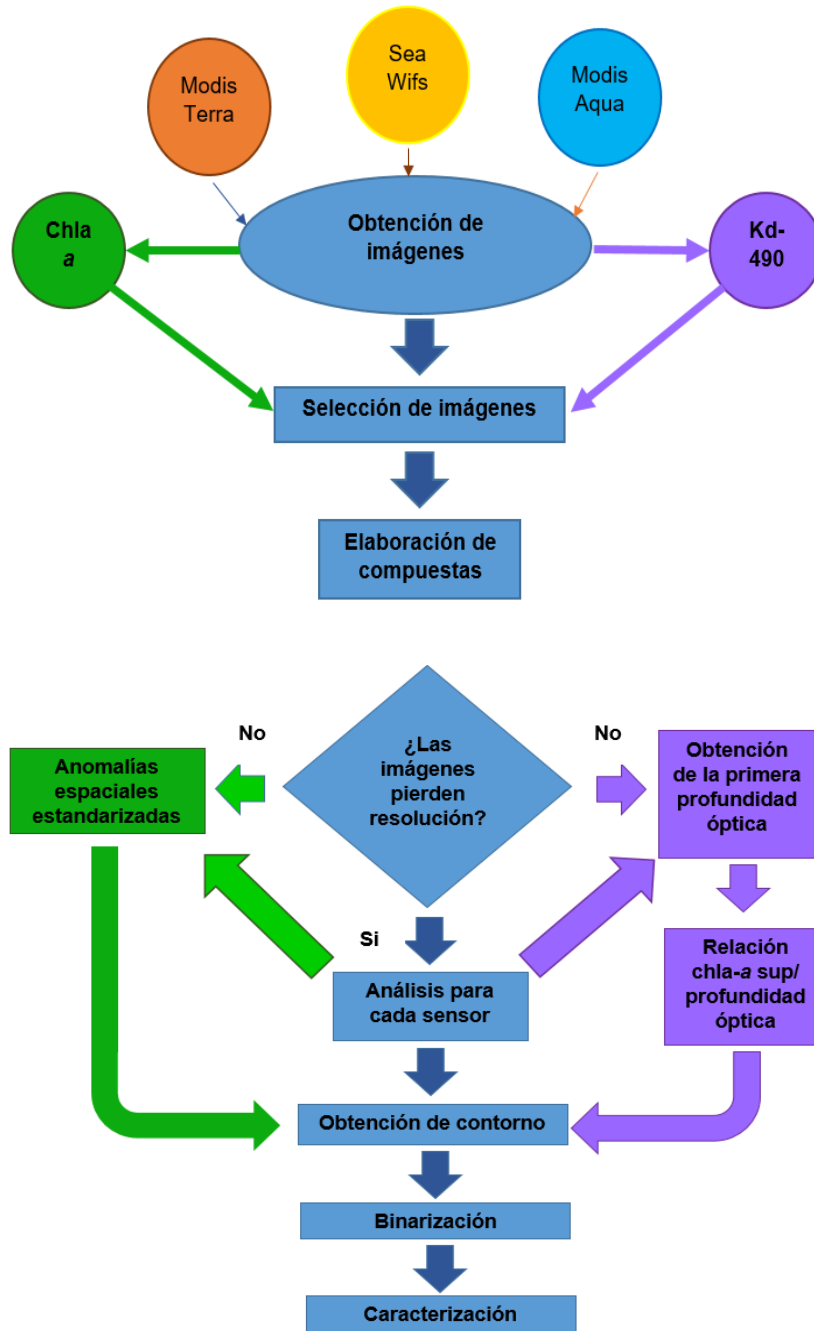 Modis
Terra
Sea
Wifs
Modis
Aqua
Chla
a
Obtención de
imágenes
Kd-
490
Selección de imágenes
Elaboración de
compuestas
No
¿Las
imágenes
pierden
resolución?
No
Anomalías
espaciales
estandarizadas
Obtención
de la primera
profundidad
óptica
Si
Análisis para
cada sensor
Relación
chla-a sup/
profundidad
óptica
Obtención de contorno
Binarización
Caracterización